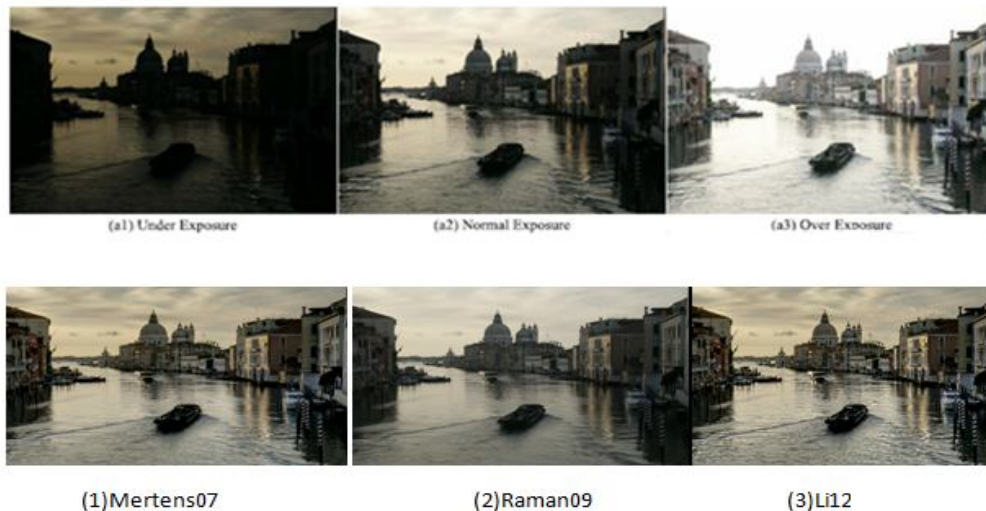 (a1) Under Exposure
(a2) Normal Exposure
(a3) Over Exposure
(1)Mertens07
(2)Raman09
(3)Li12